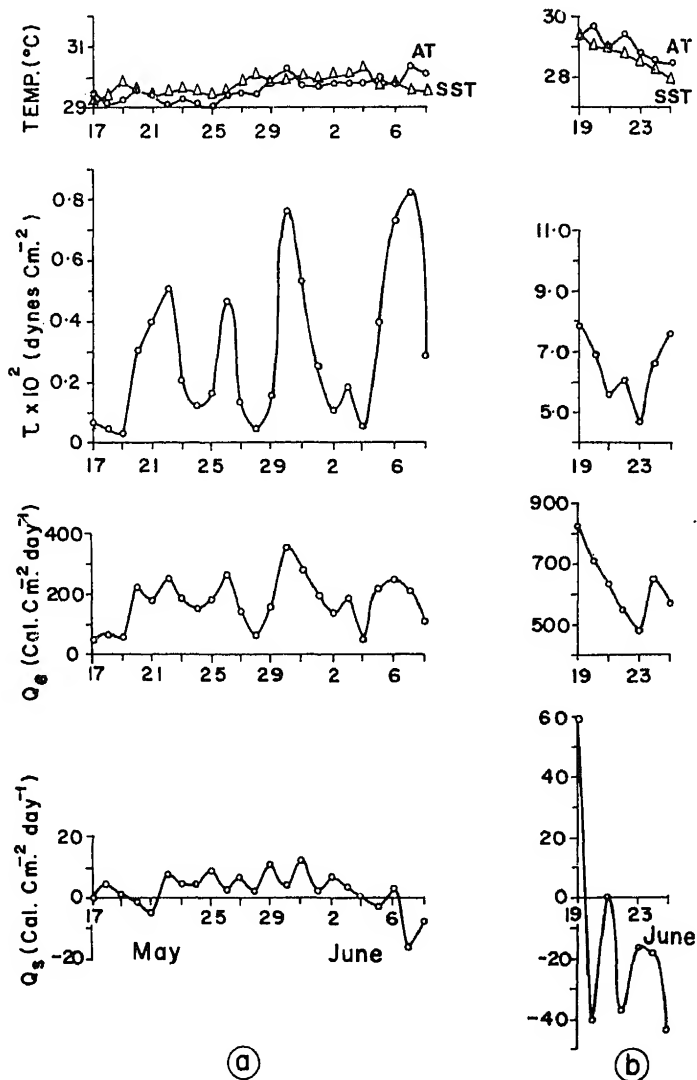 TEMP.(°C)
31
29
AT
SST
17 21 25 29 2 6
30
28
AT
SST
19 23
τ x 10² (dynes Cm.⁻²)
0·8
0·6
0·4
0·2
0
17 21 25 29 2 6
11.0
9.0
7·0
5.0
19 23
Qe (Cal. Cm.⁻² day⁻¹)
400
200
0
17 21 25 29 2 6
900
700
500
19 23
Qs (Cal. Cm.⁻² day⁻¹)
20
0
-20
17 25 29 2 6
May June
60
40
20
0
-20
-40
19 23
June
a
b